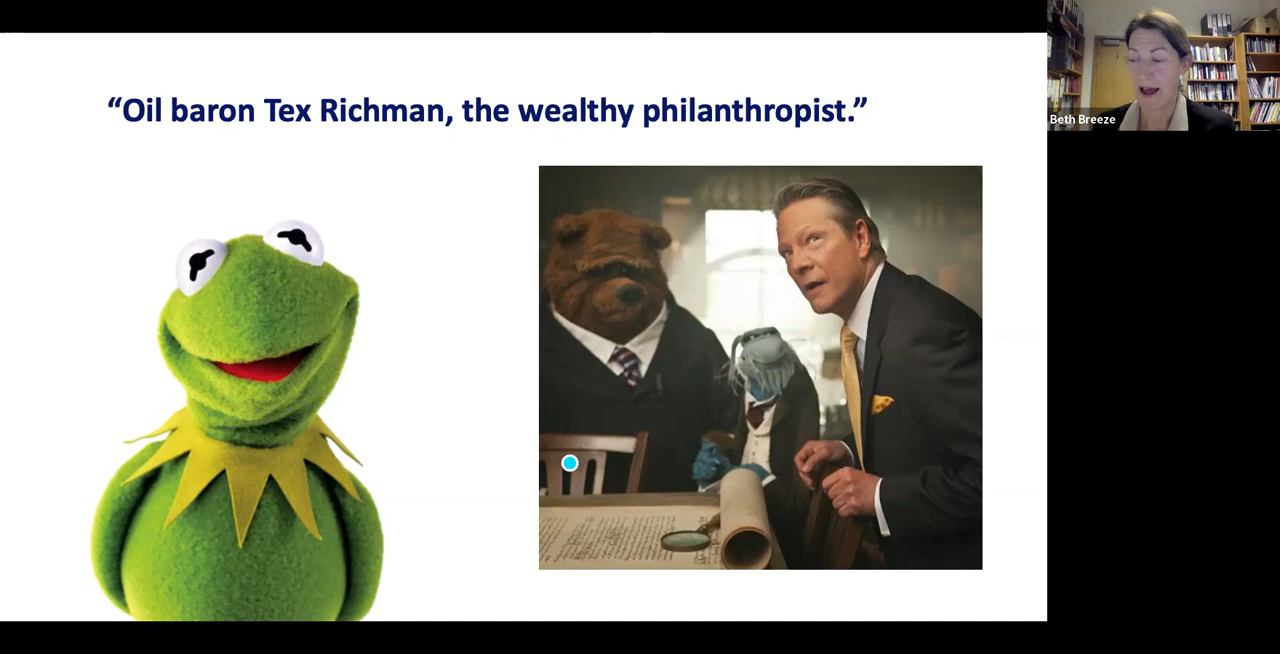 “Oil baron Tex Richman, the wealthy philanthropist.”
Beth Breeze